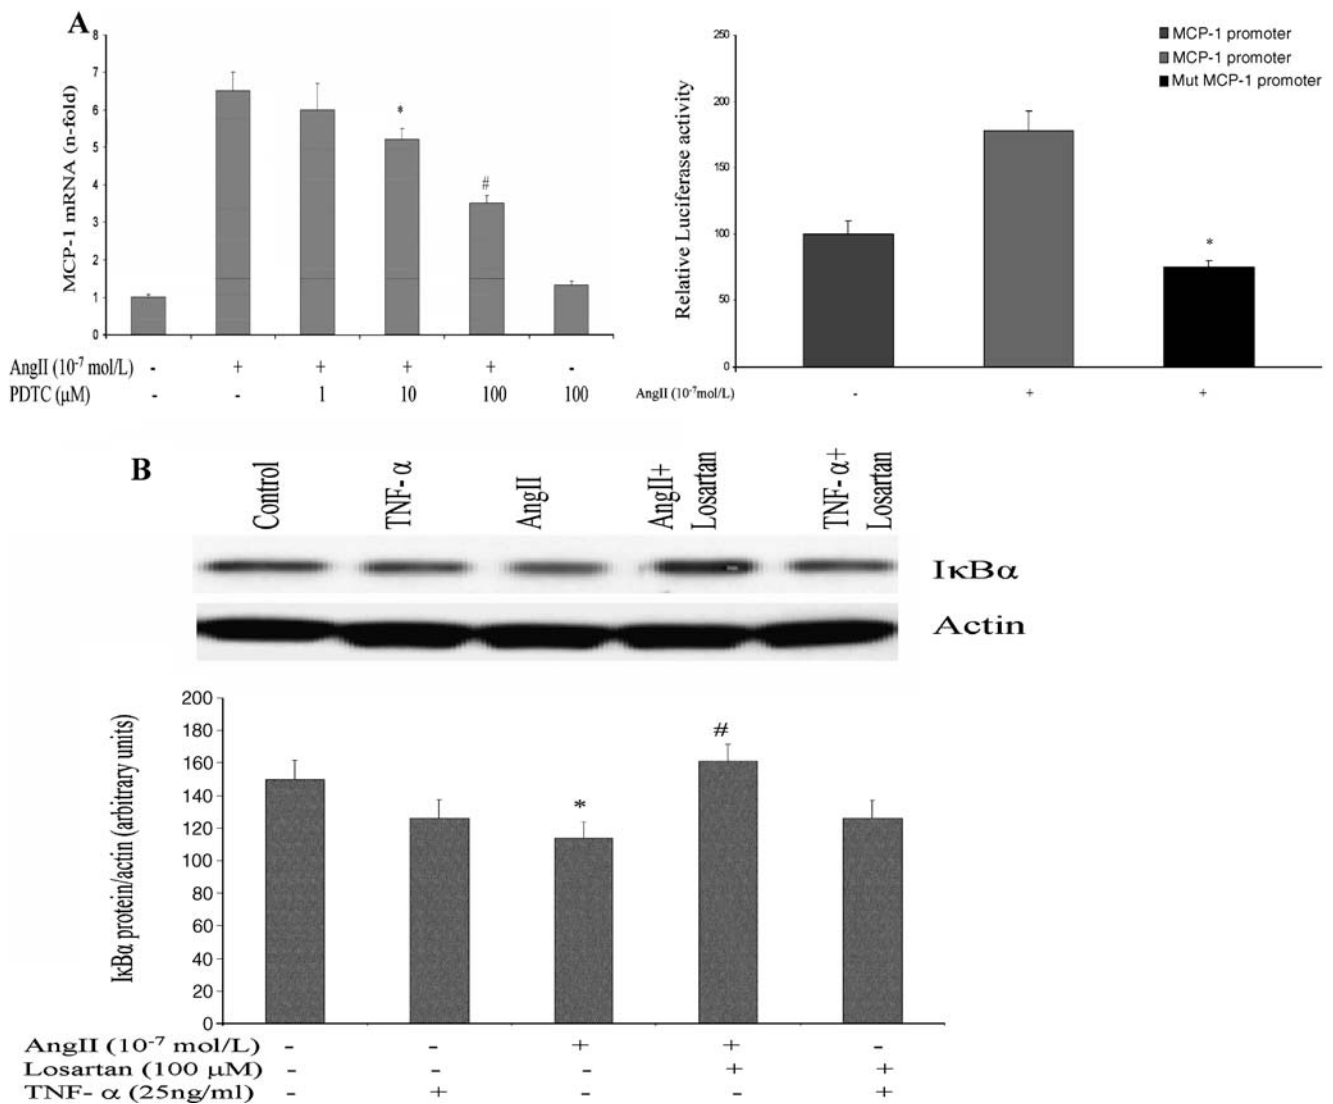 A
8
7
6
5
4
3
2
1
0
MCP-1 mRNA (n-fold)
* #
AngII (10-7 mol/L) - + + + + -
PDTC (μM) - - 1 10 100 100
MCP-1 promoter
MCP-1 promoter
Mut MCP-1 promoter
250
200
150
100
50
0
Relative Luciferase activity
*
AngII (10-7mol/L) - + +
B
Control
TNF- α
AngII
AngII+
Losartan
TNF- α+
Losartan
IκBα
Actin
200
180
160
140
120
100
80
60
40
20
0
IκBα protein/actin (arbitrary units)
* #
AngII (10-7 mol/L) - - + + -
Losartan (100 μM) - - - + +
TNF- α (25ng/ml) - + - - +